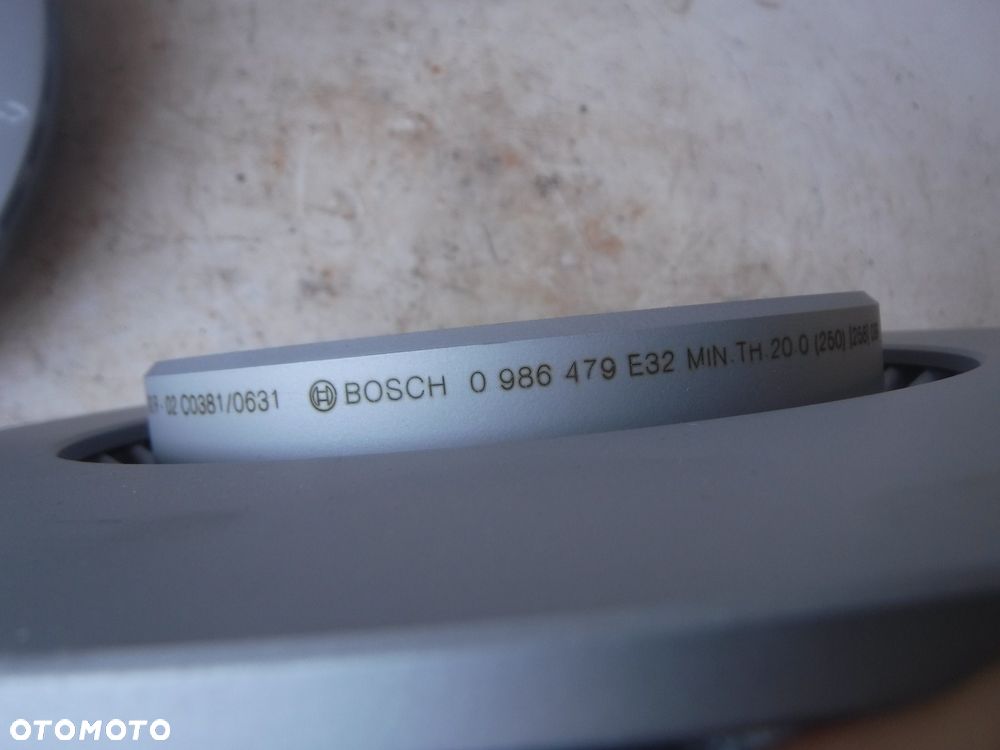 -02 C0381/0631 BOSCH 0 986 479 E32 MIN.TH 20.0 (250)
OTOMOTO